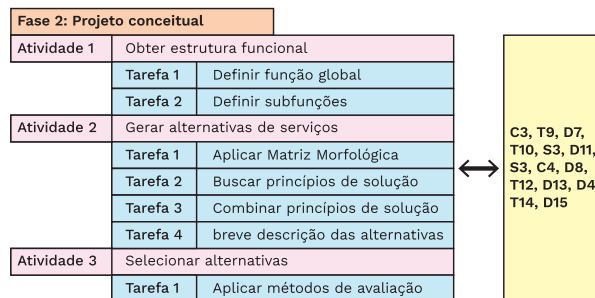 Fase 2: Projeto conceitual
Atividade 1 Obter estrutura funcional
Tarefa 1 Definir função global
Tarefa 2 Definir subfunções
Atividade 2 Gerar alternativas de serviços
Tarefa 1 Aplicar Matriz Morfológica
Tarefa 2 Buscar princípios de solução
Tarefa 3 Combinar princípios de solução
Tarefa 4 breve descrição das alternativas
Atividade 3 Selecionar alternativas
Tarefa 1 Aplicar métodos de avaliação
C3, T9, D7,
T10, S3, D11,
S3, C4, D8,
T12, D13, D4
T14, D15